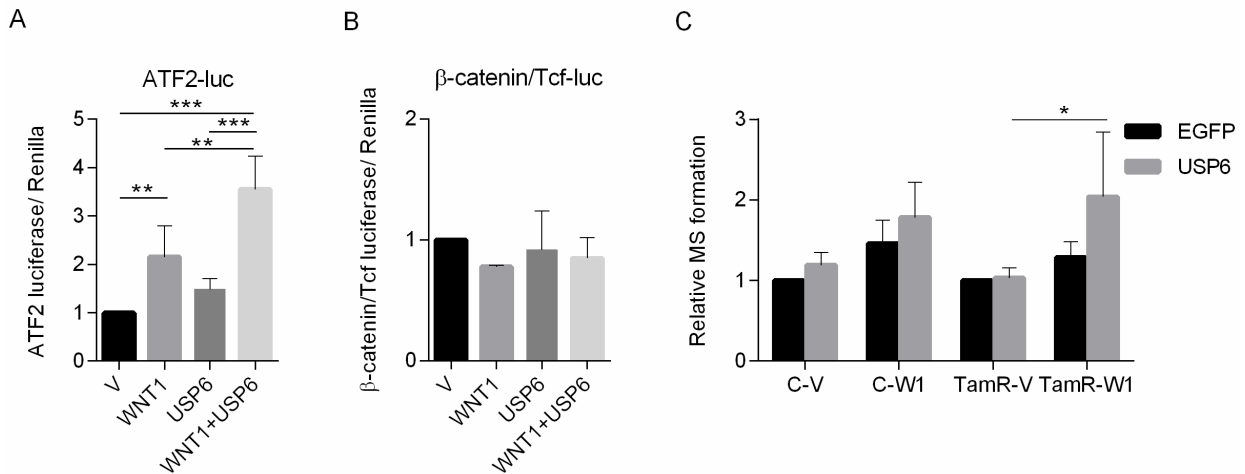 A
ATF2-luc
ATF2 luciferase/ Renilla
5
4
3
2
1
0
***
***
**
**
V
WNT1
USP6
WNT1+USP6
B
β-catenin/Tcf-luc
β-catenin/Tcf luciferase/ Renilla
2
1
0
V
WNT1
USP6
WNT1+USP6
C
Relative MS formation
3
2
1
0
*
C-V
C-W1
TamR-V
TamR-W1
EGFP
USP6